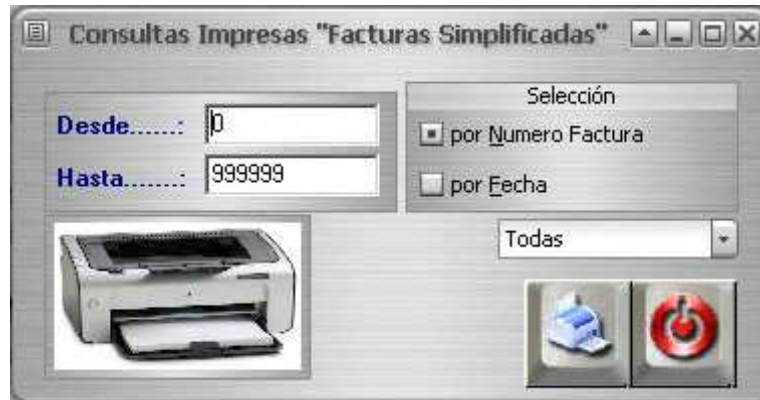 Consultas Impresas "Facturas Simplificadas"
Desde......: 0
Hasta........: 999999
Selección
por Numero Factura
por Fecha
Todas